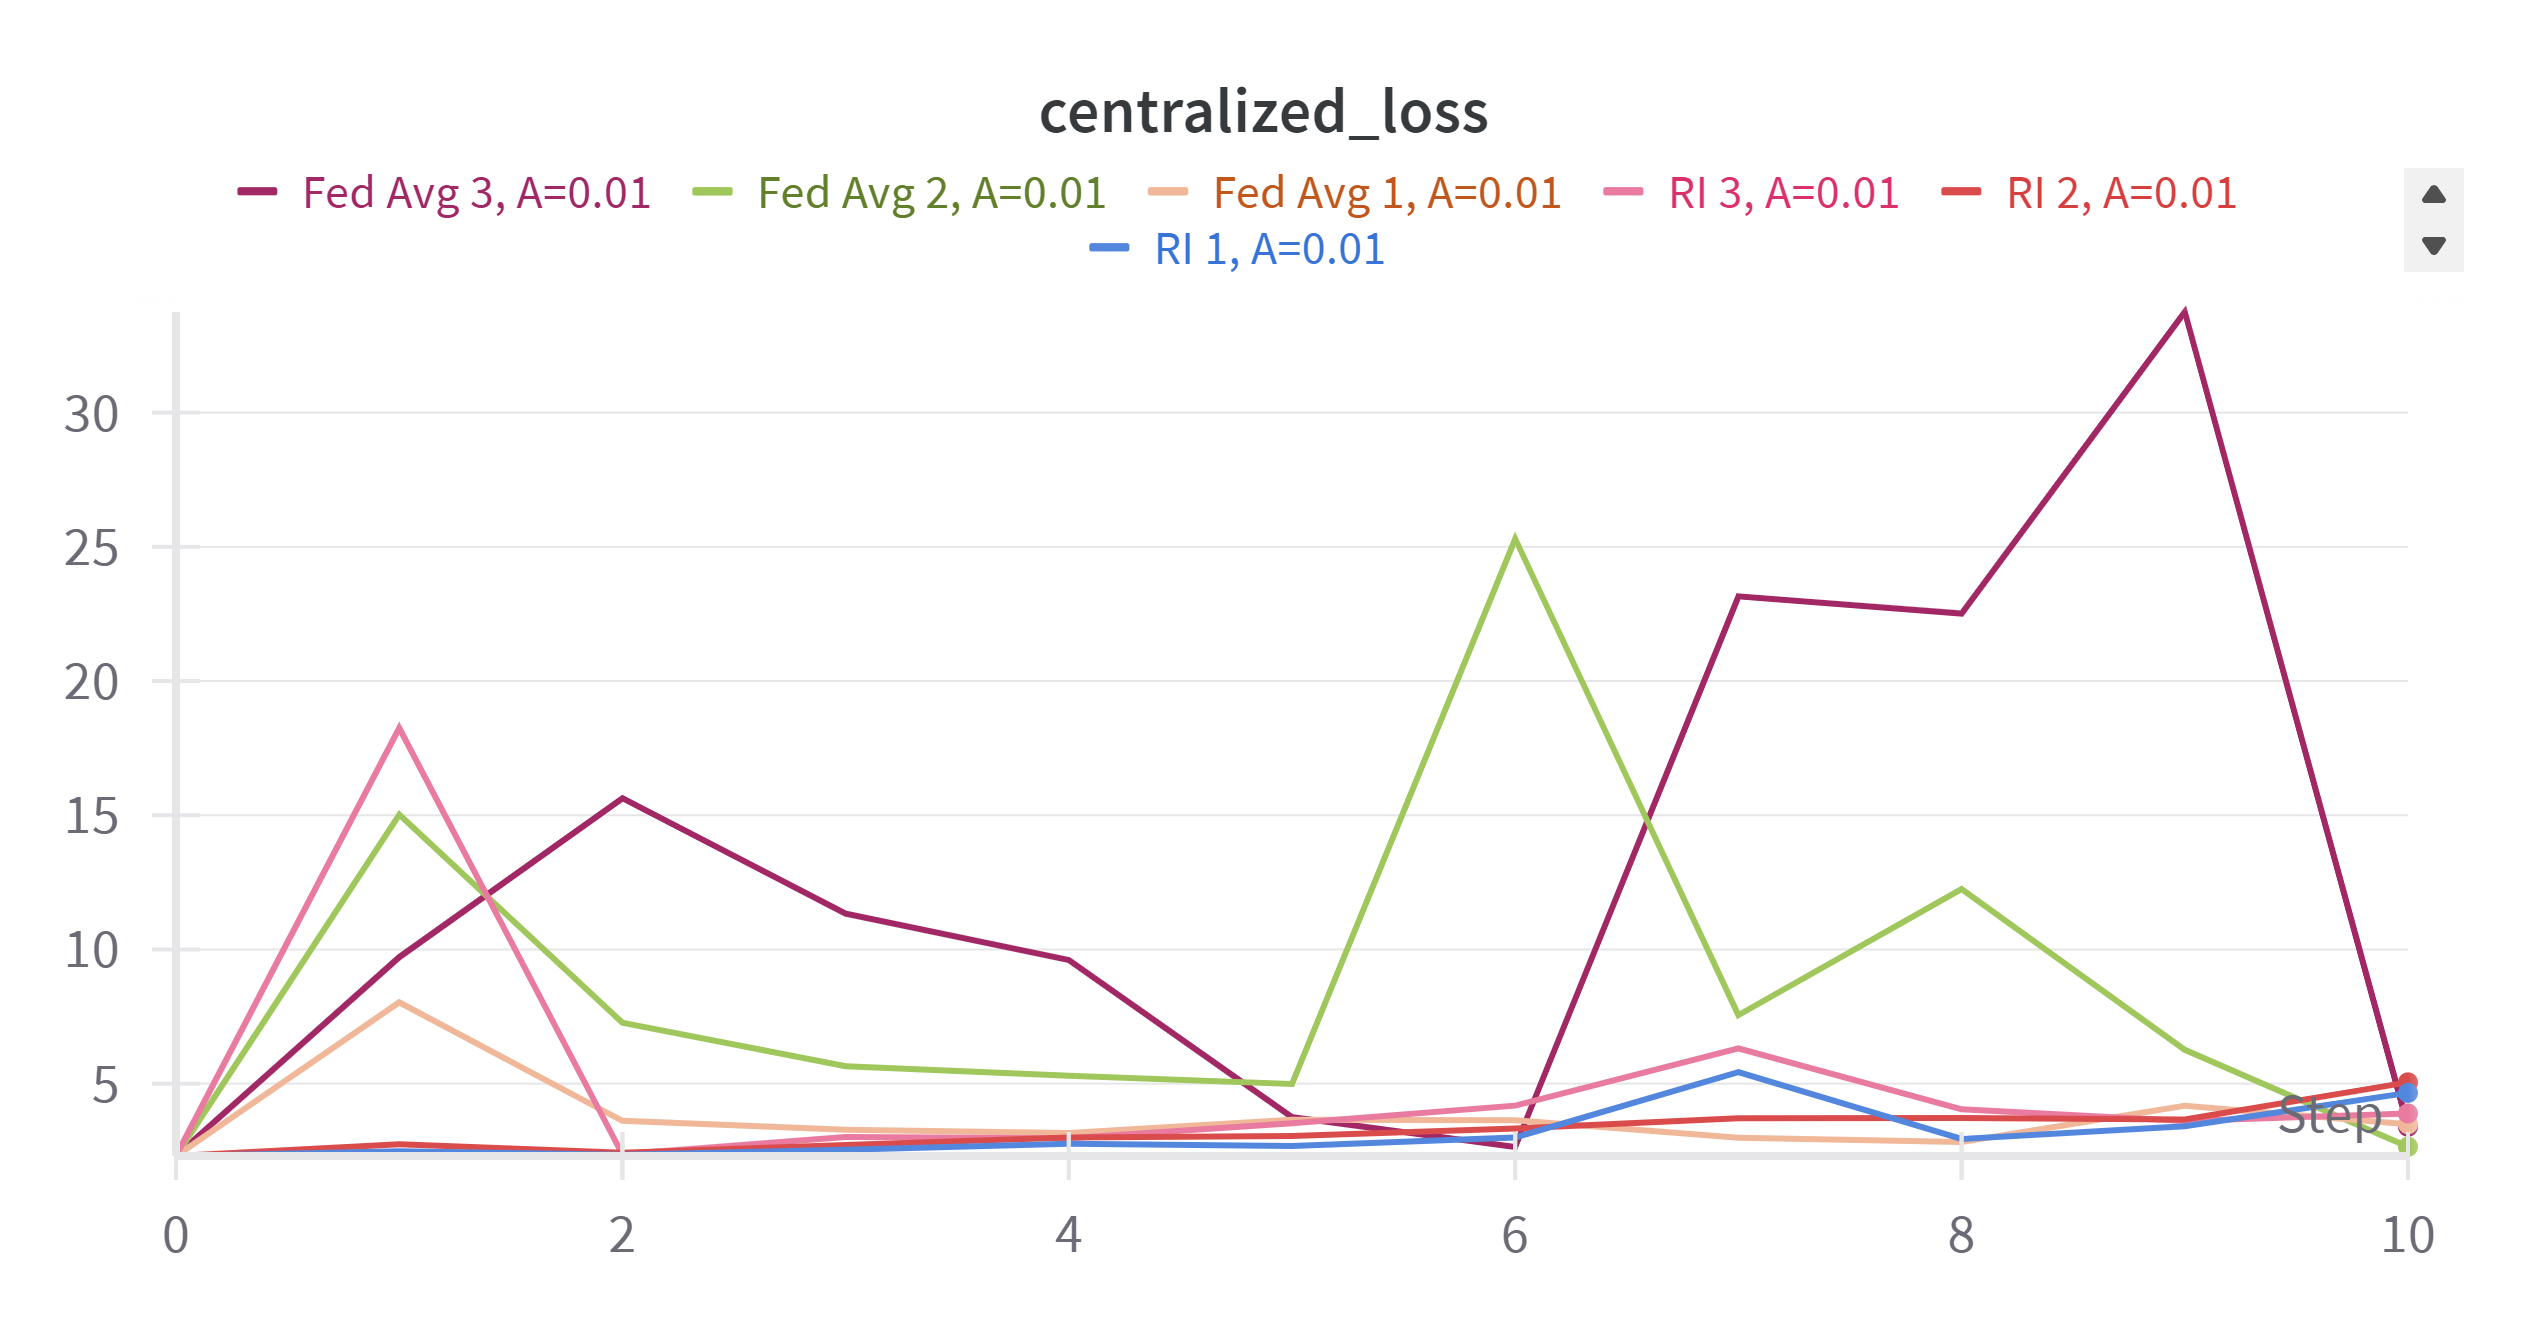 centralized_loss
Fed Avg 3, A=0.01 Fed Avg 2, A=0.01 Fed Avg 1, A=0.01 RI 3, A=0.01 RI 2, A=0.01
RI 1, A=0.01
30
25
20
15
10
5
Step
0 2 4 6 8 10